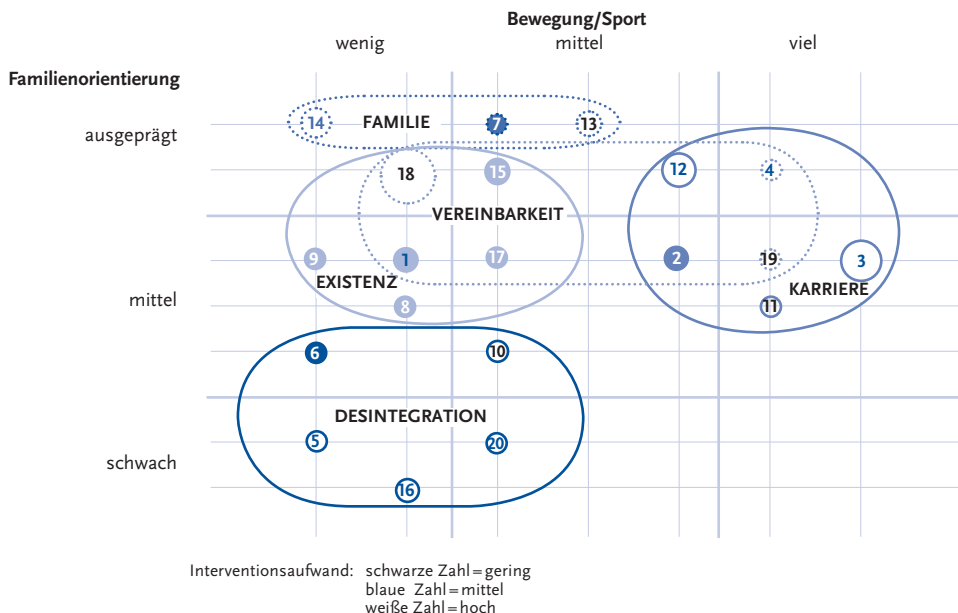 Bewegung/Sport
wenig mittel viel
Familienorientierung
14 FAMILIE 7 13
ausgeprägt
18 15 12 4
VEREINBARKEIT
9 1 17 2 19 3
EXISTENZ KARRIERE
mittel
8 11
6 10
DESINTEGRATION
5 20
schwach
16
Interventionsaufwand: schwarze Zahl = gering
blaue Zahl = mittel
weiße Zahl = hoch